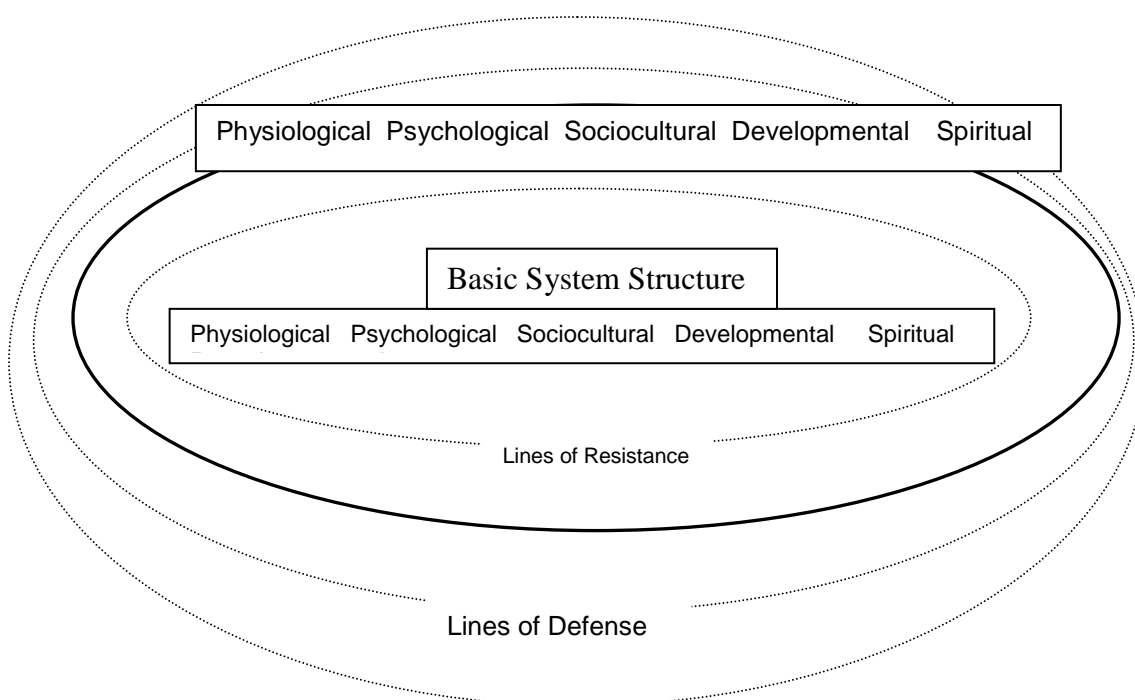 Physiological Psychological Sociocultural Developmental Spiritual
Basic System Structure
Physiological Psychological Sociocultural Developmental Spiritual
Lines of Resistance
Lines of Defense